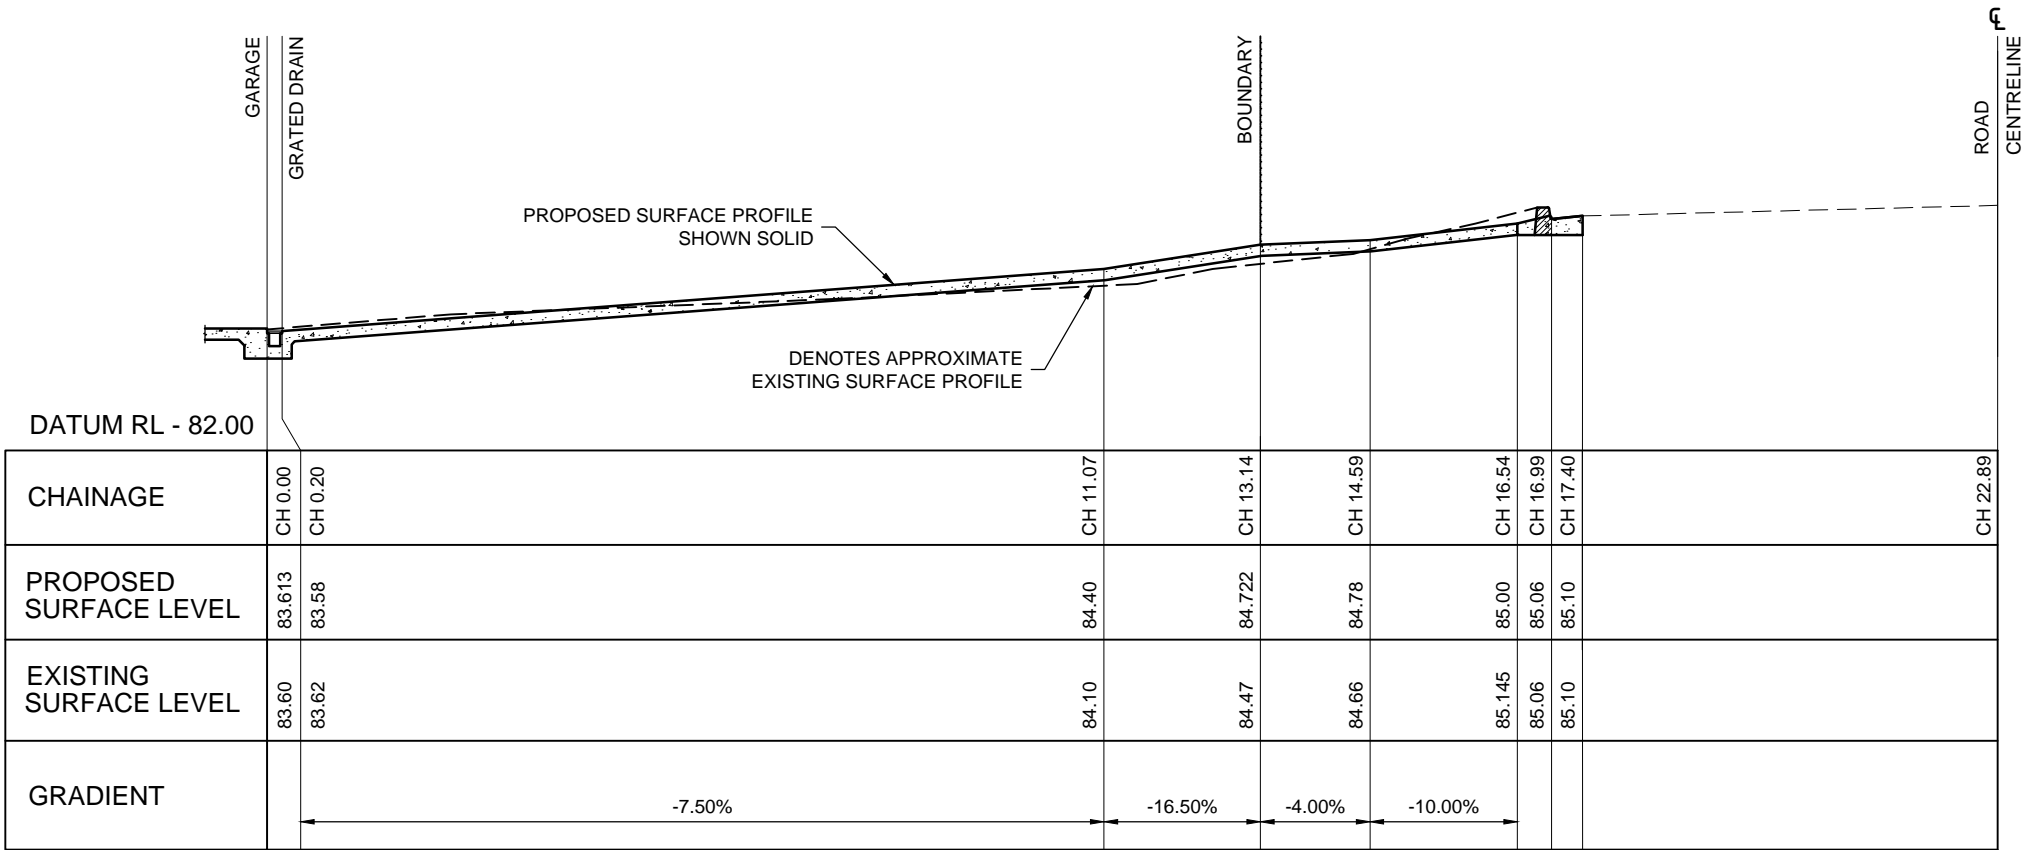 ℄
GARAGE
GRATED DRAIN
BOUNDARY
ROAD
CENTRELINE
PROPOSED SURFACE PROFILE
SHOWN SOLID
DENOTES APPROXIMATE
EXISTING SURFACE PROFILE
DATUM RL - 82.00
CHAINAGE
CH 0.00
CH 0.20
CH 11.07
CH 13.14
CH 14.59
CH 16.54
CH 16.99
CH 17.40
CH 22.89
PROPOSED
SURFACE LEVEL
83.613
83.58
84.40
84.722
84.78
85.00
85.06
85.10
EXISTING
SURFACE LEVEL
83.60
83.62
84.10
84.47
84.66
85.145
85.06
85.10
GRADIENT
-7.50%
-16.50%
-4.00%
-10.00%